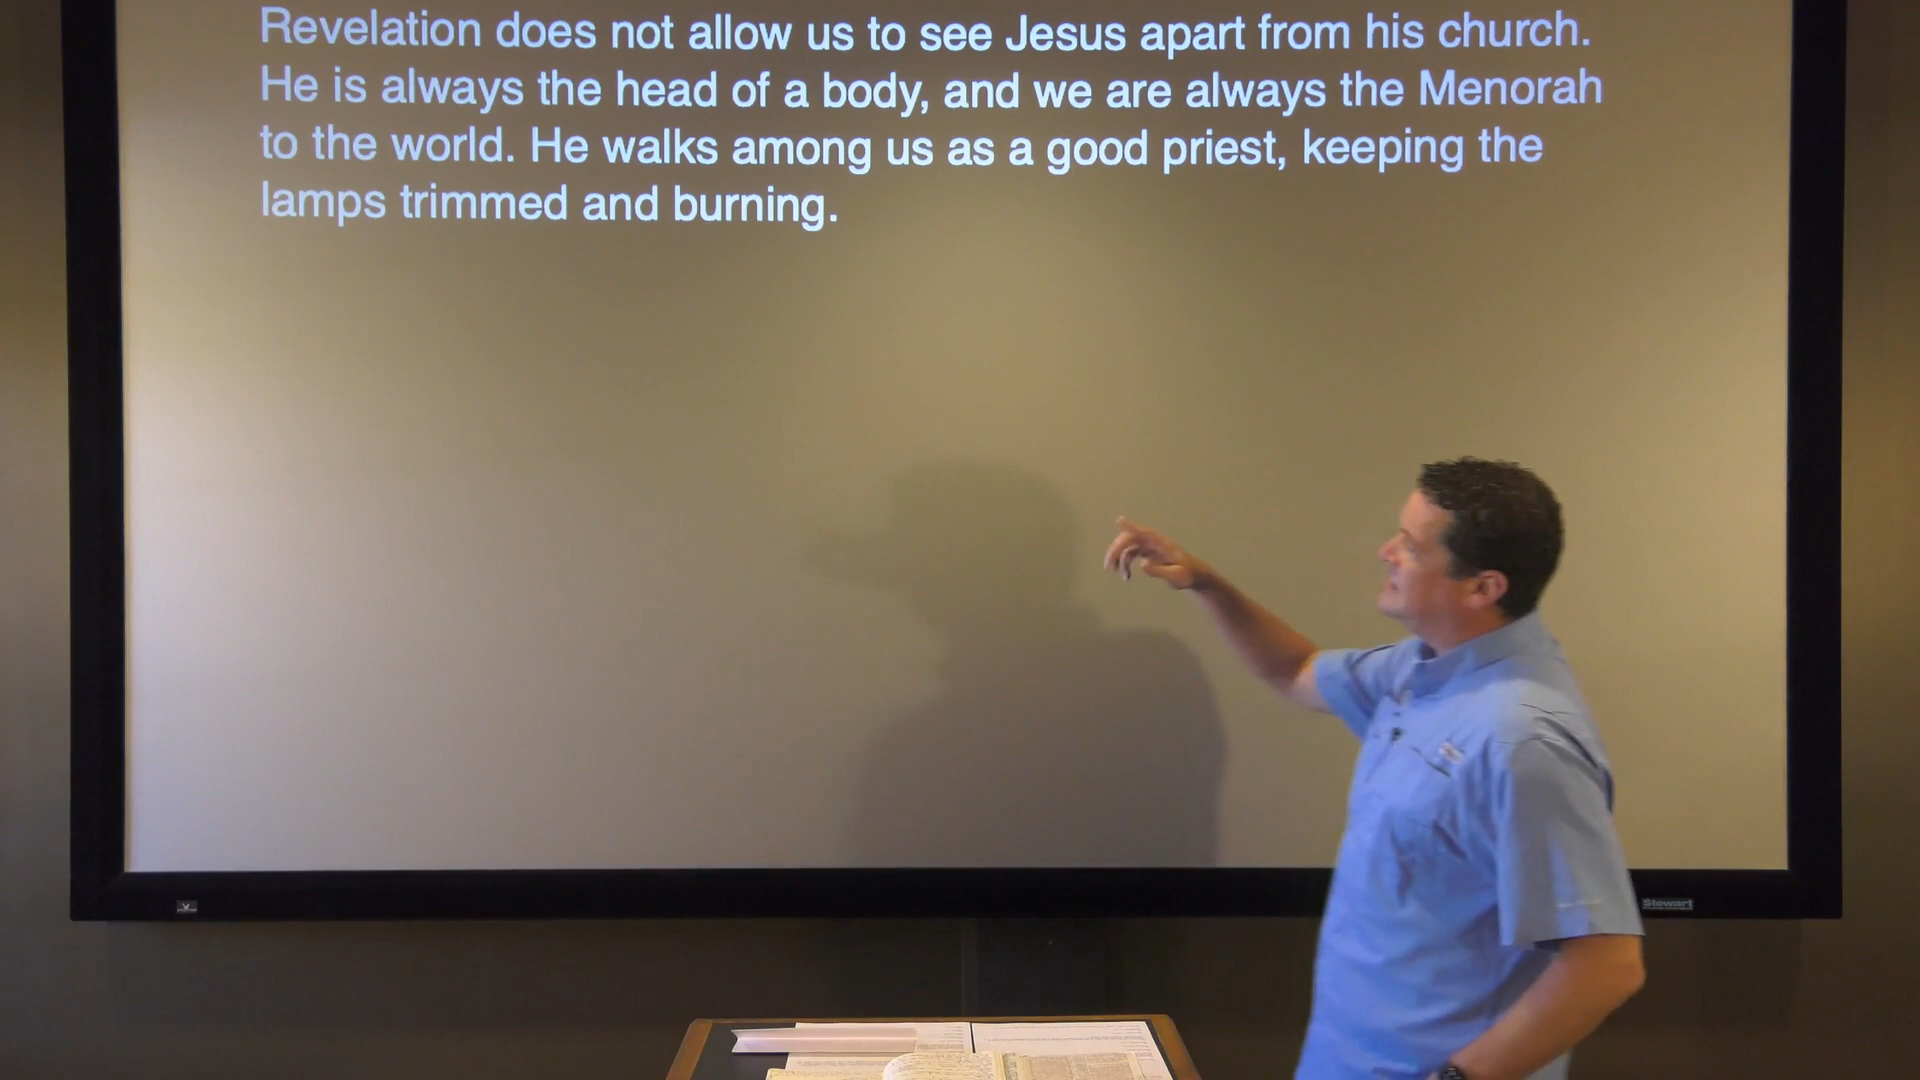 Revelation does not allow us to see Jesus apart from his church.
He is always the head of a body, and we are always the Menorah
to the world. He walks among us as a good priest, keeping the
lamps trimmed and burning.
Stewart